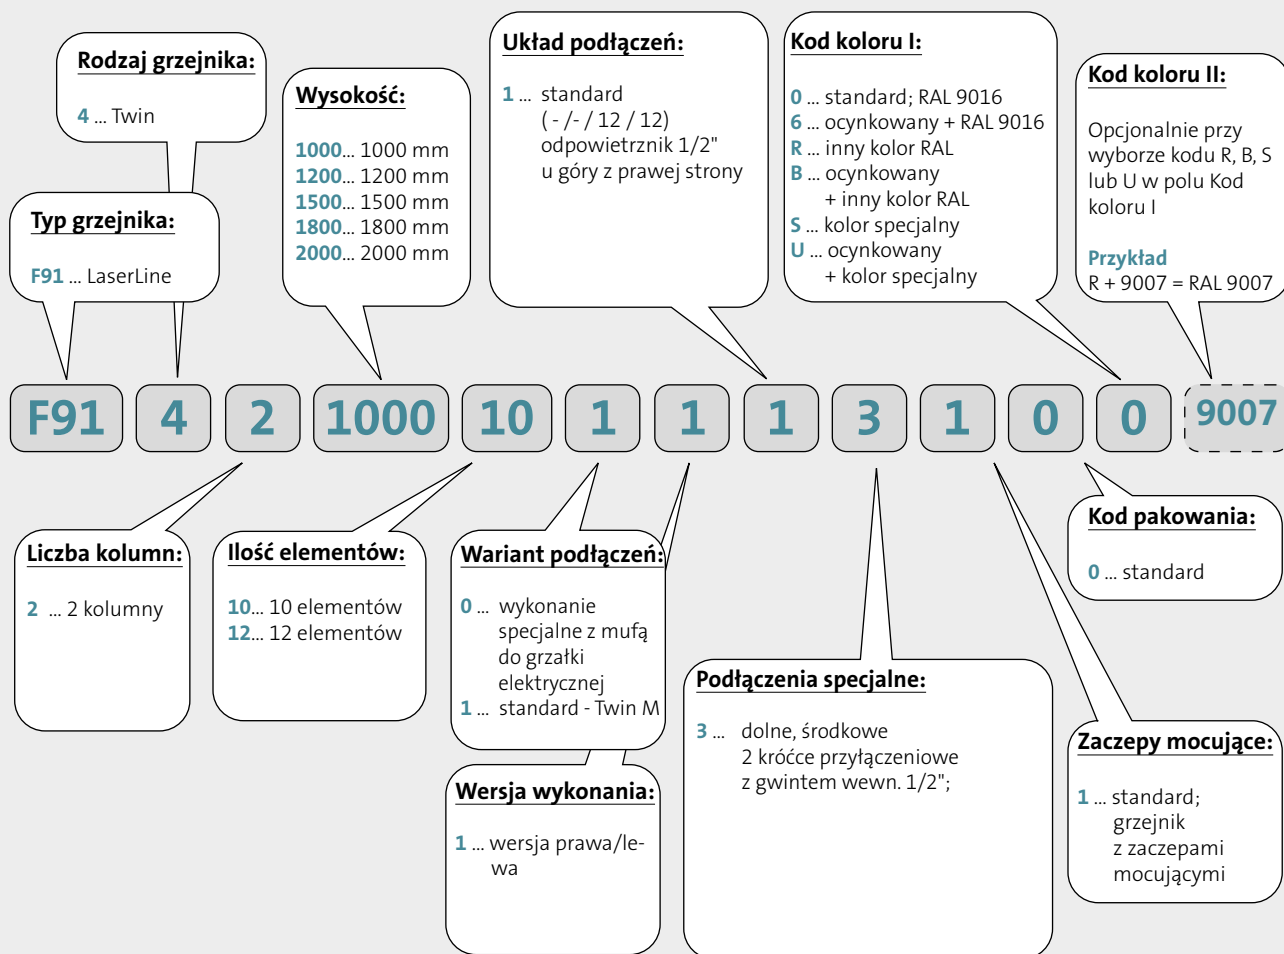 Rodzaj grzejnika:
4 ... Twin
Typ grzejnika:
F91 ... LaserLine
Wysokość:
1000... 1000 mm
1200... 1200 mm
1500... 1500 mm
1800... 1800 mm
2000... 2000 mm
Układ podłączeń:
1 ... standard
( - /- / 12 / 12)
odpowietrznik 1/2"
u góry z prawej strony
Kod koloru I:
0 ... standard; RAL 9016
6 ... ocynkowany + RAL 9016
R ... inny kolor RAL
B ... ocynkowany
+ inny kolor RAL
S ... kolor specjalny
U ... ocynkowany
+ kolor specjalny
Kod koloru II:
Opcjonalnie przy
wyborze kodu R, B, S
lub U w polu Kod
koloru I
Przykład
R + 9007 = RAL 9007
F91 4 2 1000 10 1 1 1 3 1 0 0 9007
Liczba kolumn:
2 ... 2 kolumny
Ilość elementów:
10... 10 elementów
12... 12 elementów
Wariant podłączeń:
0 ... wykonanie
specjalne z mufą
do grzałki
elektrycznej
1 ... standard - Twin M
Wersja wykonania:
1 ... wersja prawa/le-
wa
Podłączenia specjalne:
3 ... dolne, środkowe
2 króćce przyłączeniowe
z gwintem wewn. 1/2";
Kod pakowania:
0 ... standard
Zaczepy mocujące:
1 ... standard;
grzejnik
z zaczepami
mocującymi